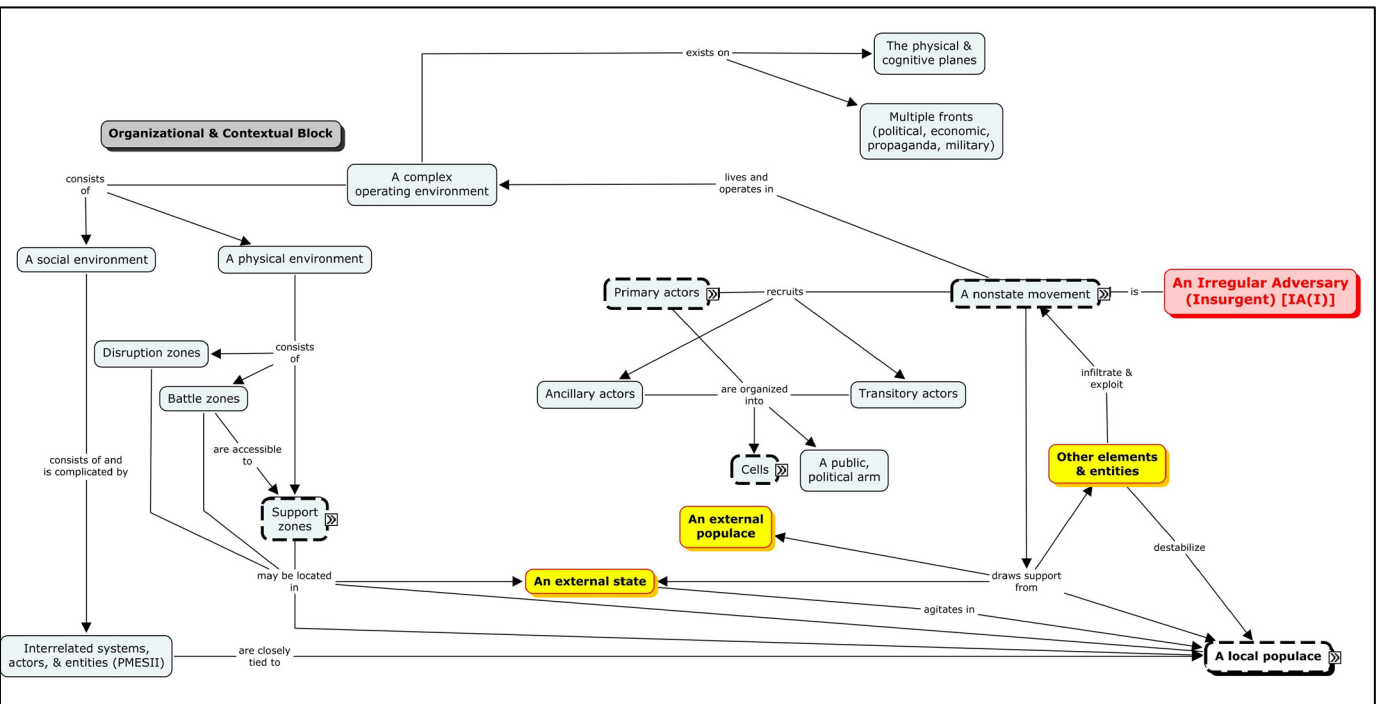 exists on
The physical &
cognitive planes
Multiple fronts
(political, economic,
propaganda, military)
Organizational & Contextual Block
consists
of
A complex
operating environment
lives and
operates in
A social environment
A physical environment
Primary actors
recruits
A nonstate movement
is
An Irregular Adversary
(Insurgent) [IA(I)]
Disruption zones
consists
of
Battle zones
Ancillary actors
are organized
into
Transitory actors
infiltrate &
exploit
are accessible
to
consists of and
is complicated by
Cells
A public,
political arm
Other elements
& entities
Support
zones
An external
populace
destabilize
may be located
in
An external state
draws support
from
agitates in
Interrelated systems,
actors, & entities (PMESII)
are closely
tied to
A local populace